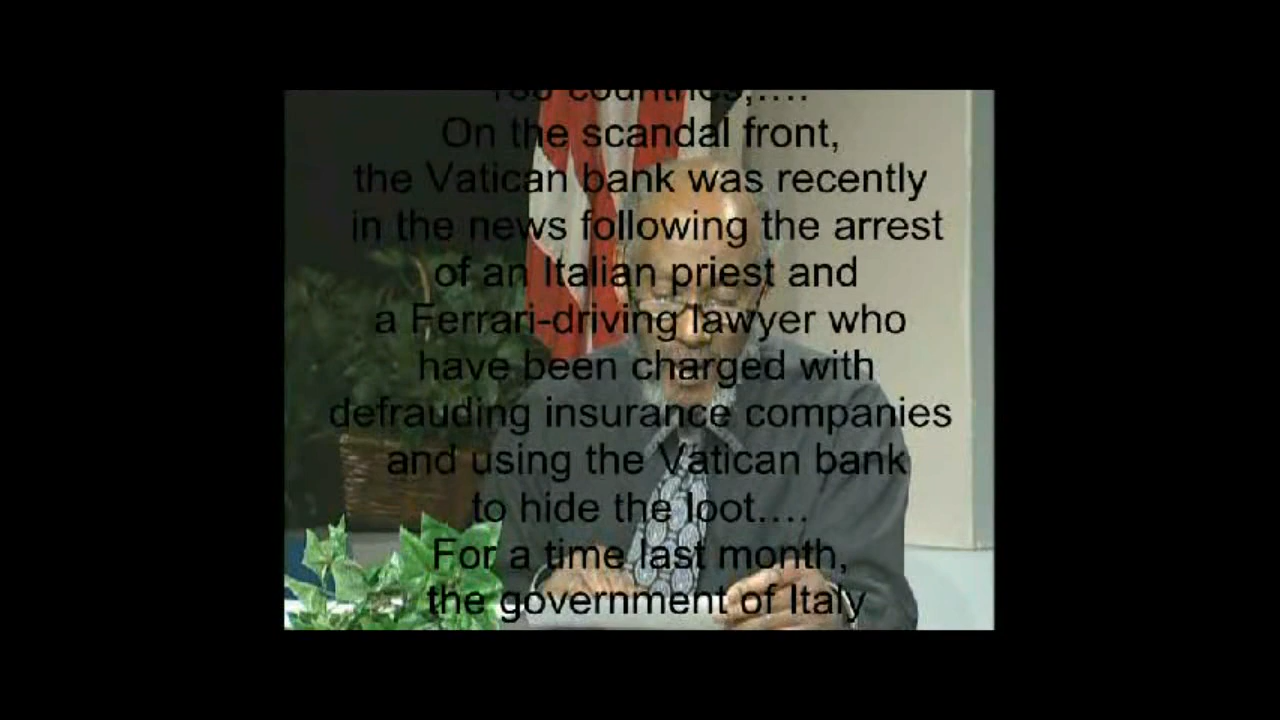 countries,....
On the scandal front,
the Vatican bank was recently
in the news following the arrest
of an Italian priest and
a Ferrari-driving lawyer who
have been charged with
defrauding insurance companies
and using the Vatican bank
to hide the loot....
For a time last month,
the government of Italy